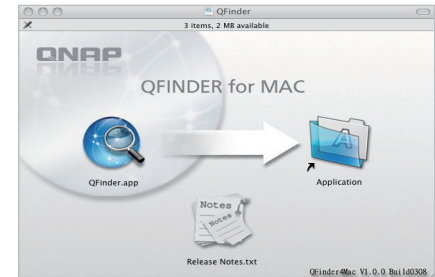 QFinder
3 items, 2 MB available
QNAP
QFINDER for MAC
A
QFinder.app
Application
Notes
Notes
Release Notes.txt
QFinder4Mac V1.0.0 Build0308